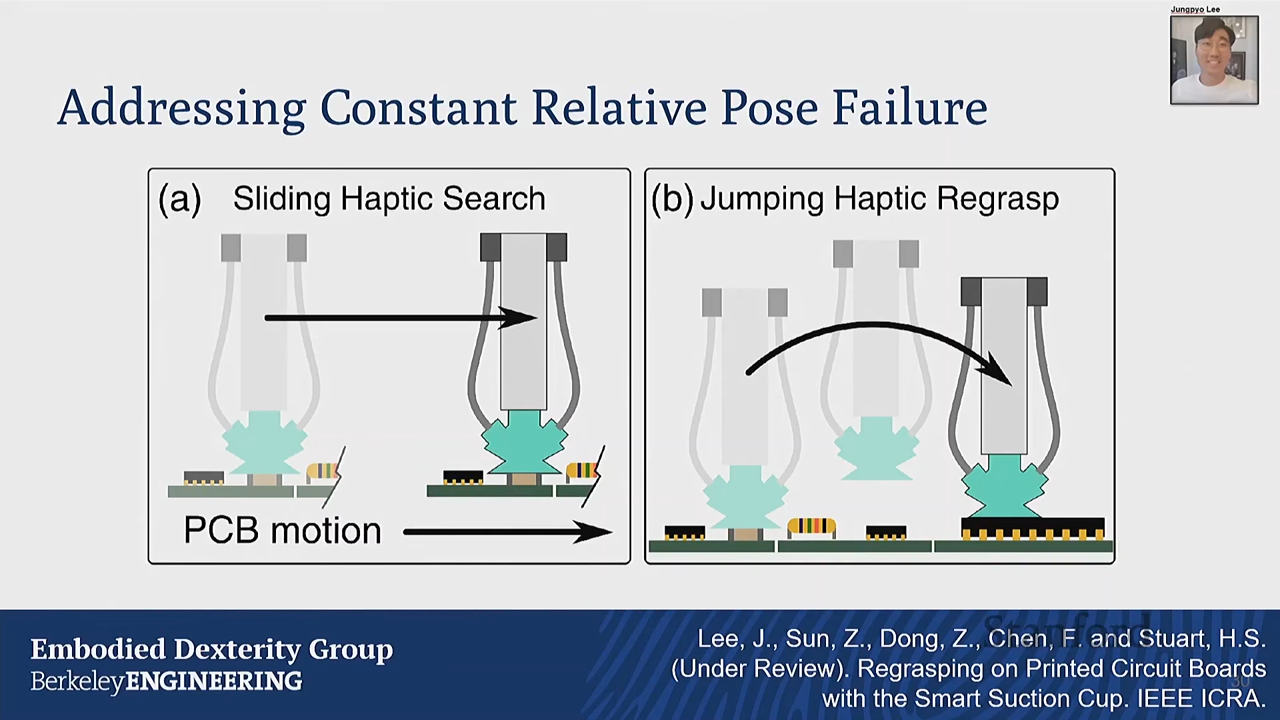 Jungpyo Lee
Addressing Constant Relative Pose Failure
(a) Sliding Haptic Search
(b) Jumping Haptic Regrasp
PCB motion
Embodied Dexterity Group
BerkeleyENGINEERING
Stanford
Lee, J., Sun, Z., Dong, Z., Chen, F. and Stuart, H.S.
(Under Review). Regrasping on Printed Circuit Boards
with the Smart Suction Cup. IEEE ICRA.
30